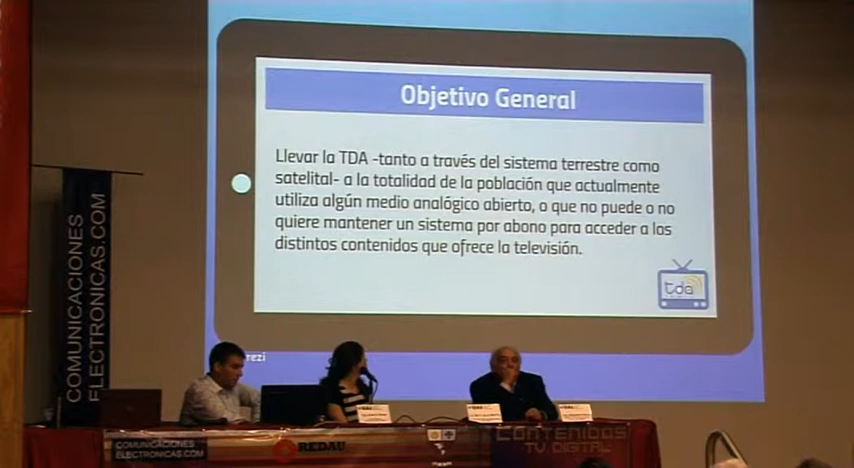 Objetivo General
Llevar la TDA -tanto a través del sistema terrestre como
satelital- a la totalidad de la población que actualmente
utiliza algún medio analógico abierto, o que no puede o no
quiere mantener un sistema por abono para acceder a los
distintos contenidos que ofrece la televisión.
tda
rezi
COMUNICACIONES
ELECTRONICAS.COM
COMUNICACIONES
ELECTRONICAS.COM
REDAU
CONTENIDOS
TV DIGITAL